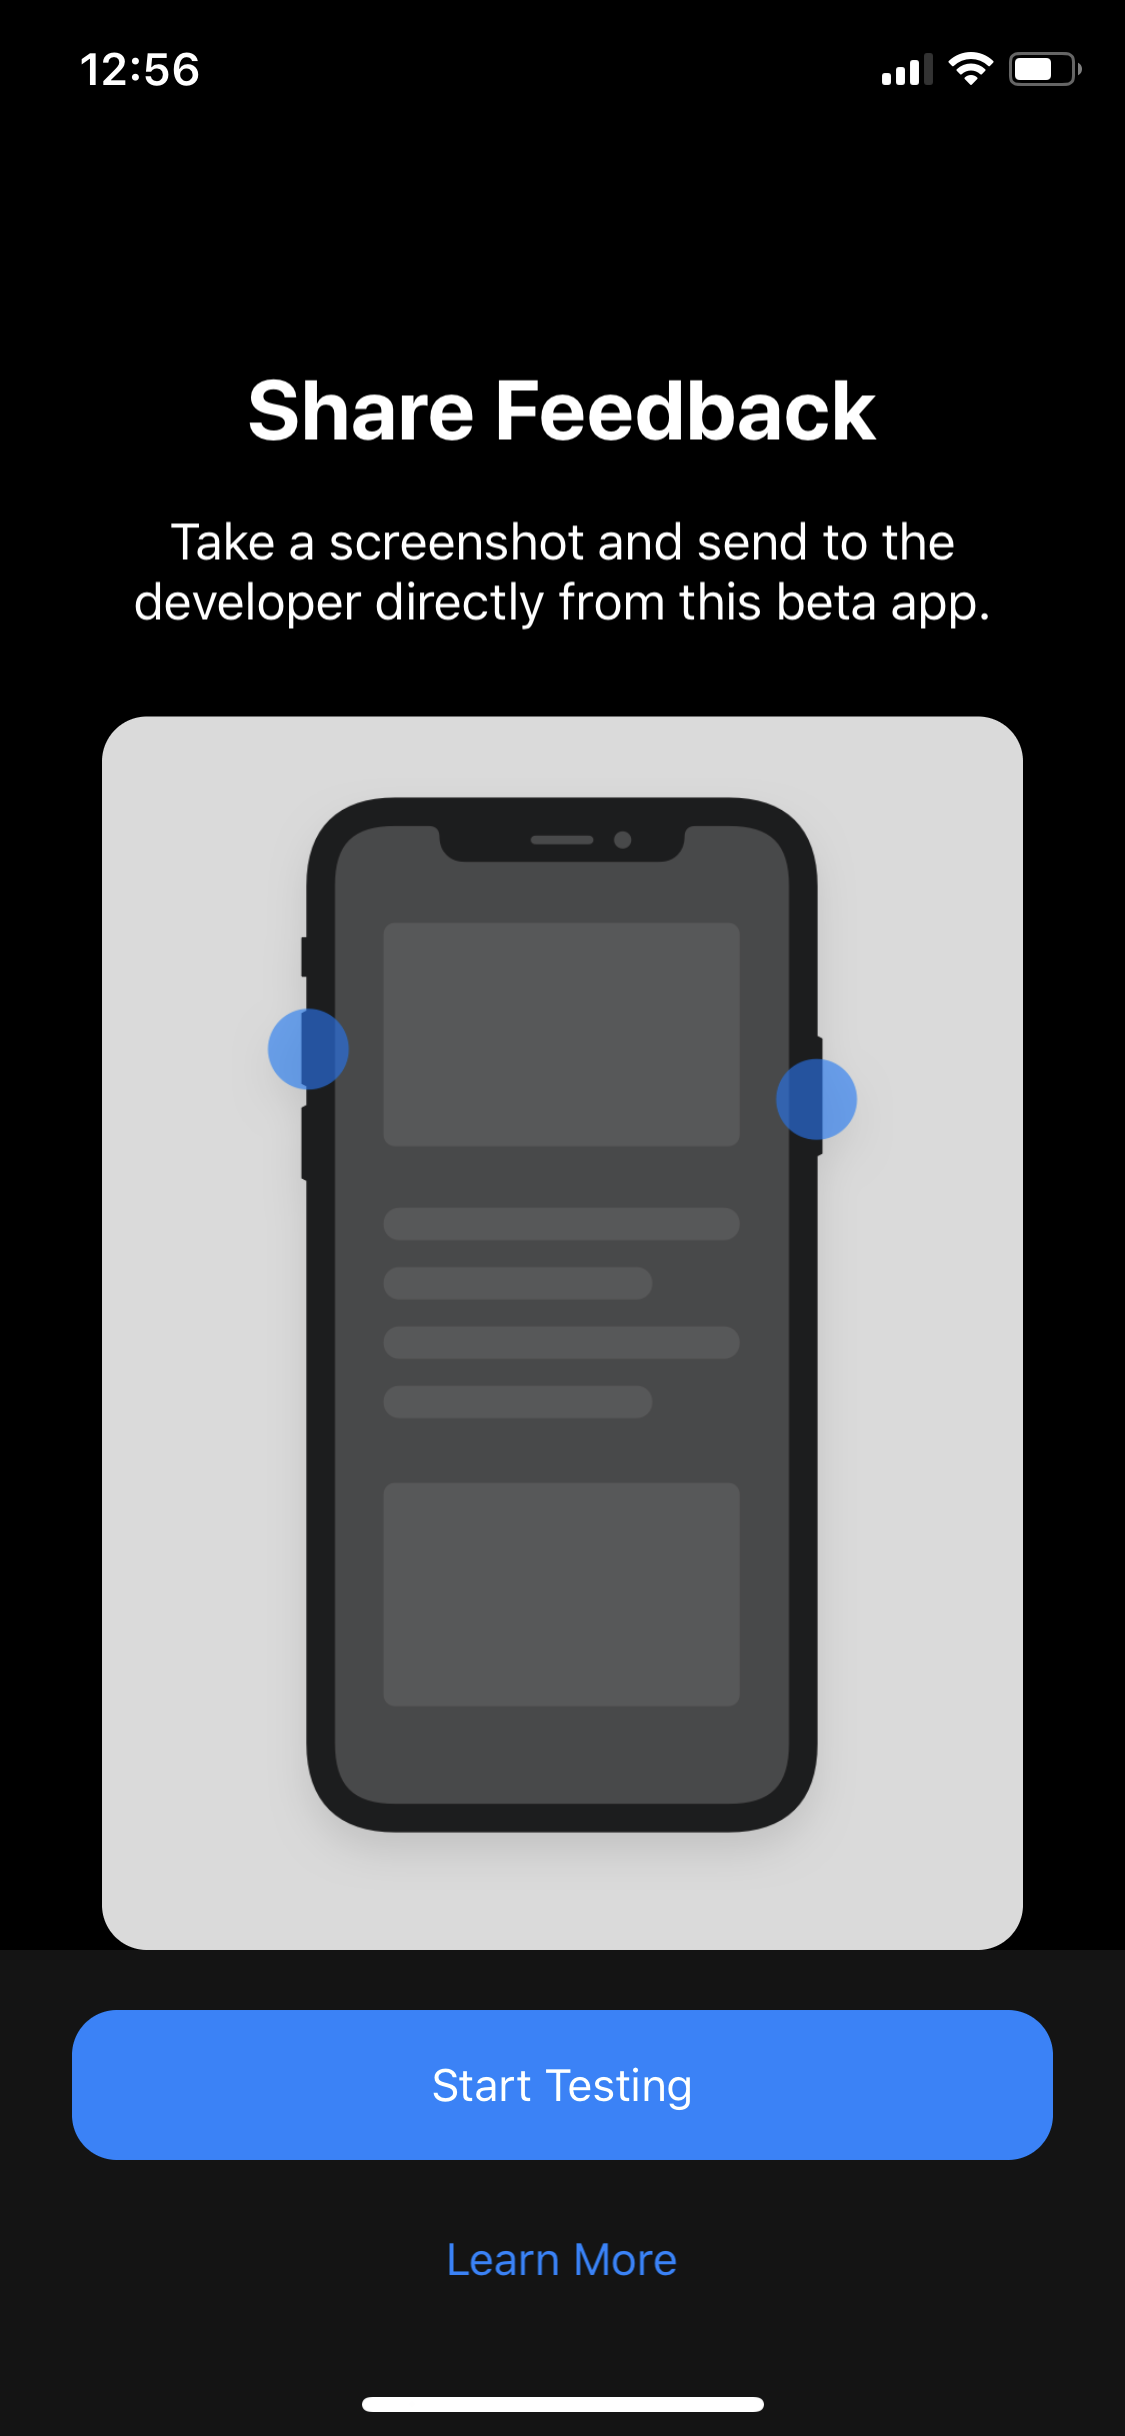 12:56
Share Feedback
Take a screenshot and send to the
developer directly from this beta app.
Start Testing
Learn More